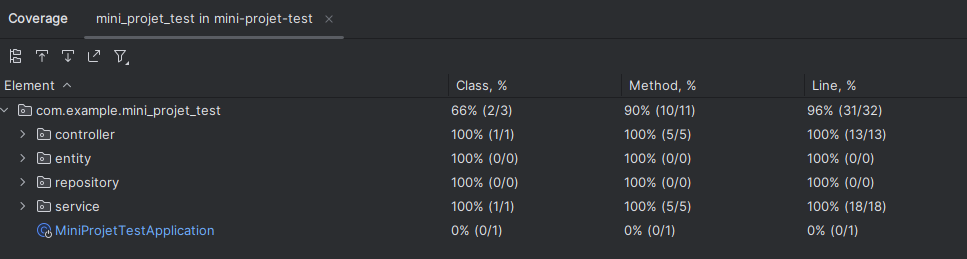 Coverage mini_projet_test in mini-projet-test
Element Class, % Method, % Line, %
com.example.mini_projet_test 66% (2/3) 90% (10/11) 96% (31/32)
controller 100% (1/1) 100% (5/5) 100% (13/13)
entity 100% (0/0) 100% (0/0) 100% (0/0)
repository 100% (0/0) 100% (0/0) 100% (0/0)
service 100% (1/1) 100% (5/5) 100% (18/18)
MiniProjetTestApplication 0% (0/1) 0% (0/1) 0% (0/1)